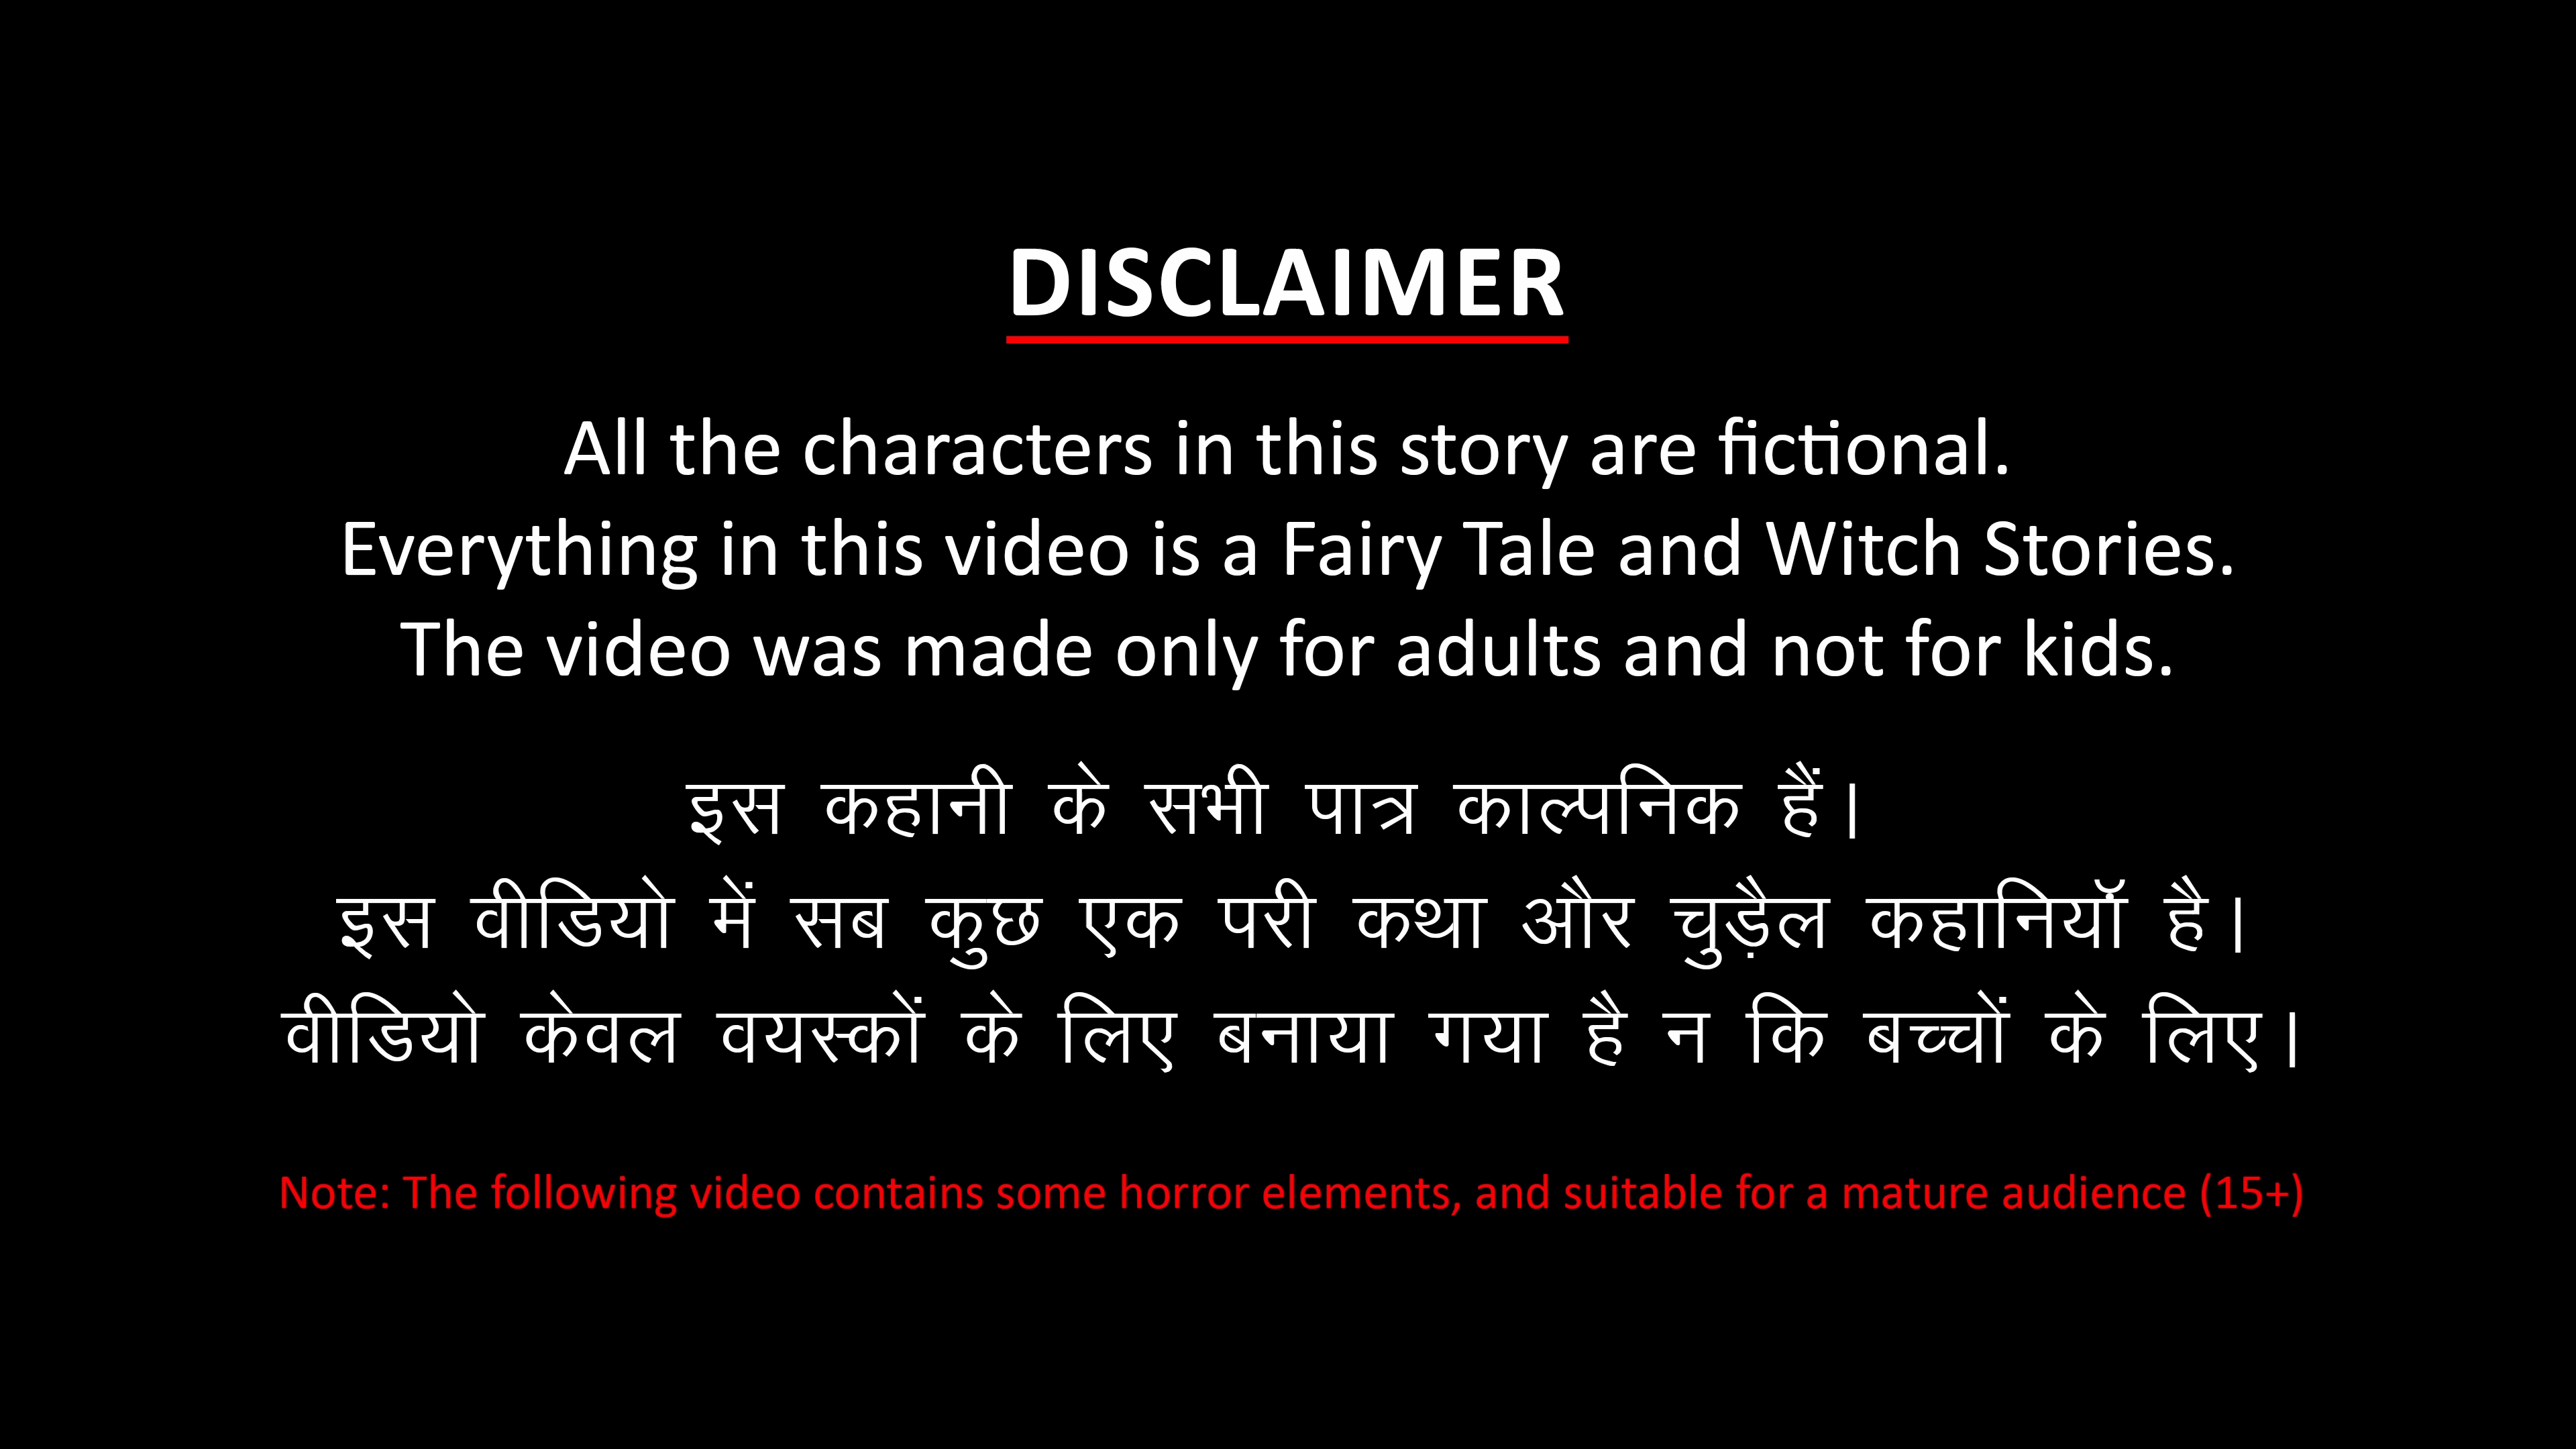 DISCLAIMER
All the characters in this story are fictional.
Everything in this video is a Fairy Tale and Witch Stories.
The video was made only for adults and not for kids.
इस कहानी के सभी पात्र काल्पनिक हैं।
इस वीडियो में सब कुछ एक परी कथा और चुड़ैल कहानियॉ है।
वीडियो केवल वयस्कों के लिए बनाया गया है न कि बच्चों के लिए।
Note: The following video contains some horror elements, and suitable for a mature audience (15+)